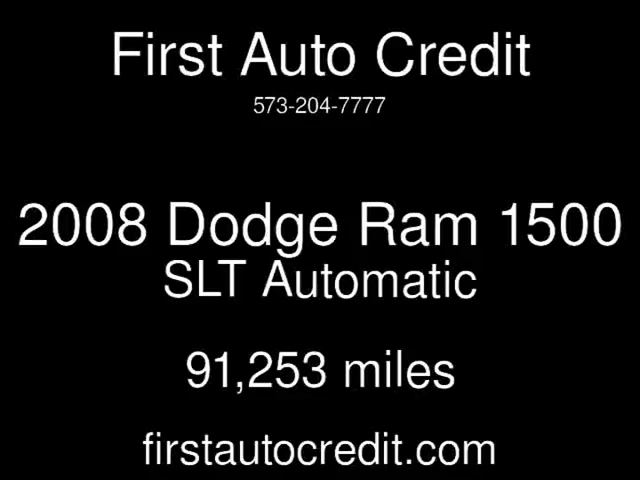 First Auto Credit
573-204-7777
2008 Dodge Ram 1500
SLT Automatic
91,253 miles
firstautocredit.com